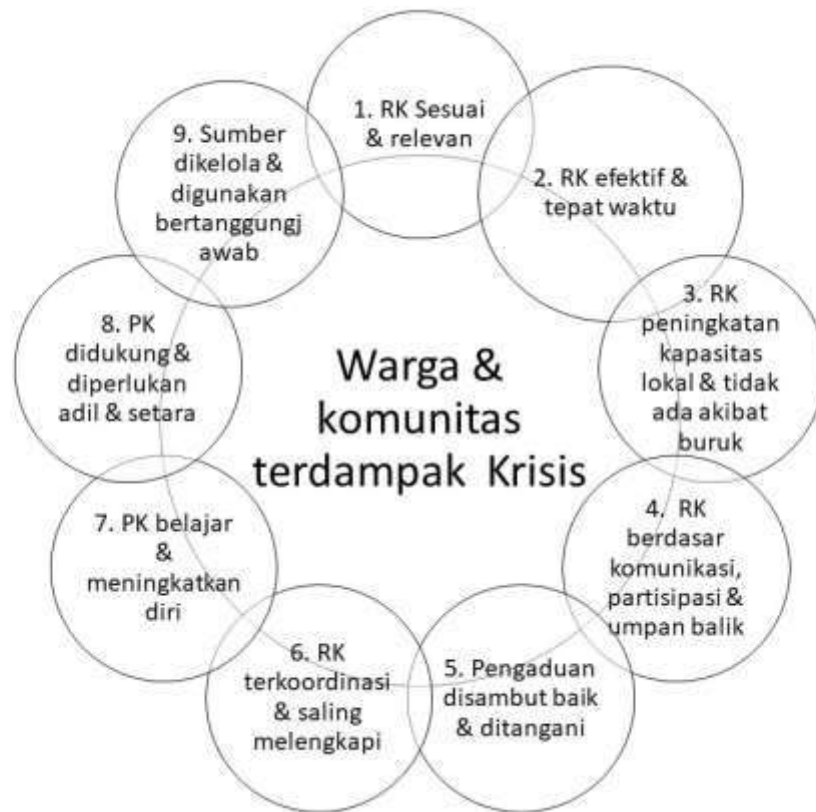 1. RK Sesuai
& relevan
2. RK efektif &
tepat waktu
3. RK
peningkatan
kapasitas
lokal & tidak
ada akibat
buruk
4. RK
berdasar
komunikasi,
partisipasi &
umpan balik
5. Pengaduan
disambut baik
& ditangani
6. RK
terkoordinasi
& saling
melengkapi
7. PK belajar
&
meningkatkan
diri
8. PK
didukung &
diperlukan
adil & setara
9. Sumber
dikelola &
digunakan
bertanggungj
awab
Warga &
komunitas
terdampak Krisis